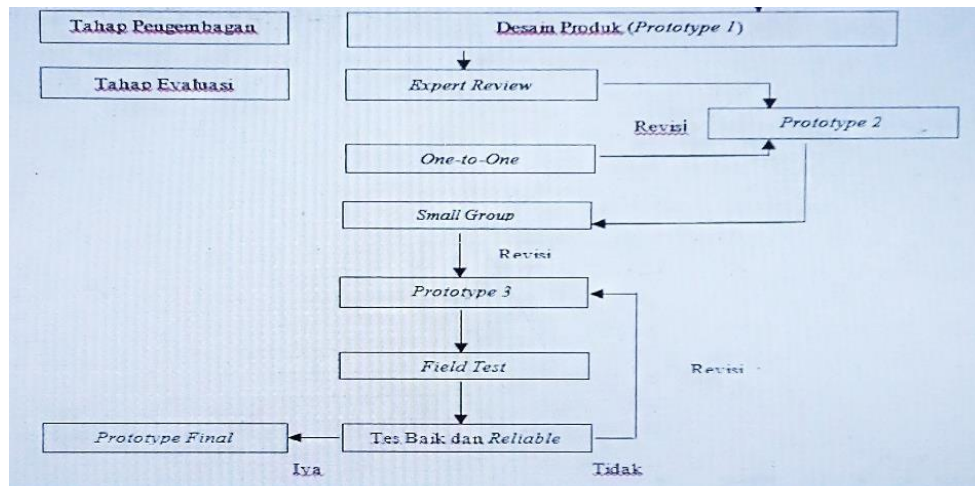 Tahap Pengembagan
Desain Produk (Prototype 1)
Tahap Evaluasi
Expert Review
Revisi
Prototype 2
One-to-One
Small Group
Revisi
Prototype 3
Field Test
Revisi
Prototype Final
Tes Baik dan Reliable
Iya
Tidak